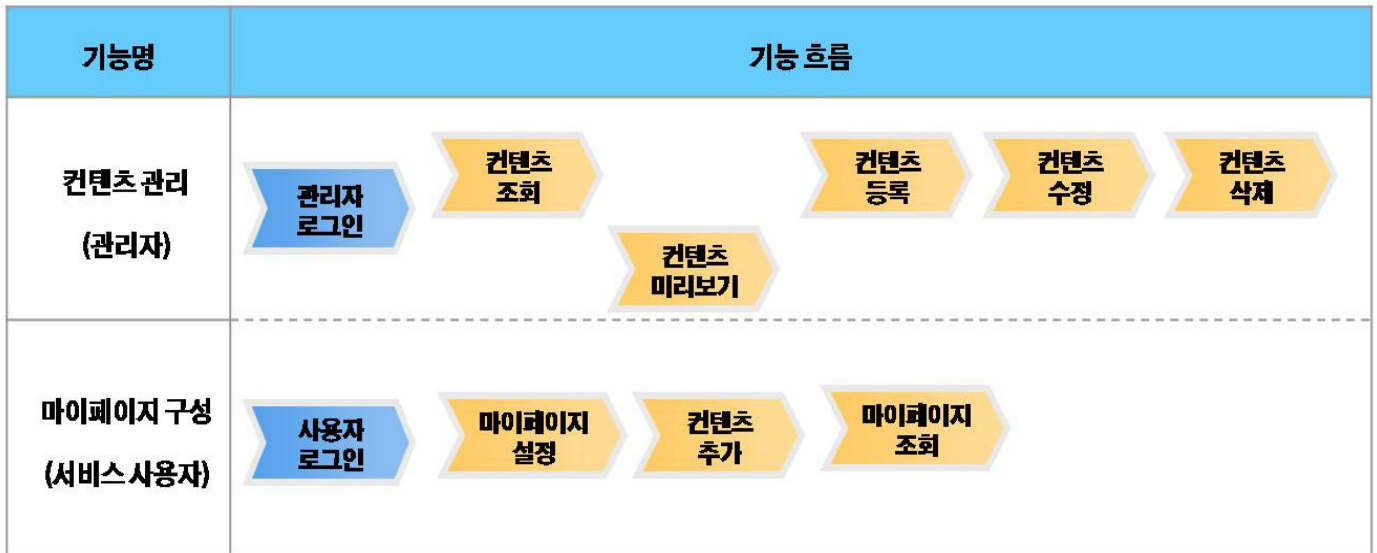 기능명
기능 흐름
컨텐츠 관리
(관리자)
관리자
로그인
컨텐츠
조회
컨텐츠
미리보기
컨텐츠
등록
컨텐츠
수정
컨텐츠
삭제
마이페이지 구성
(서비스 사용자)
사용자
로그인
마이페이지
설정
컨텐츠
추가
마이페이지
조회